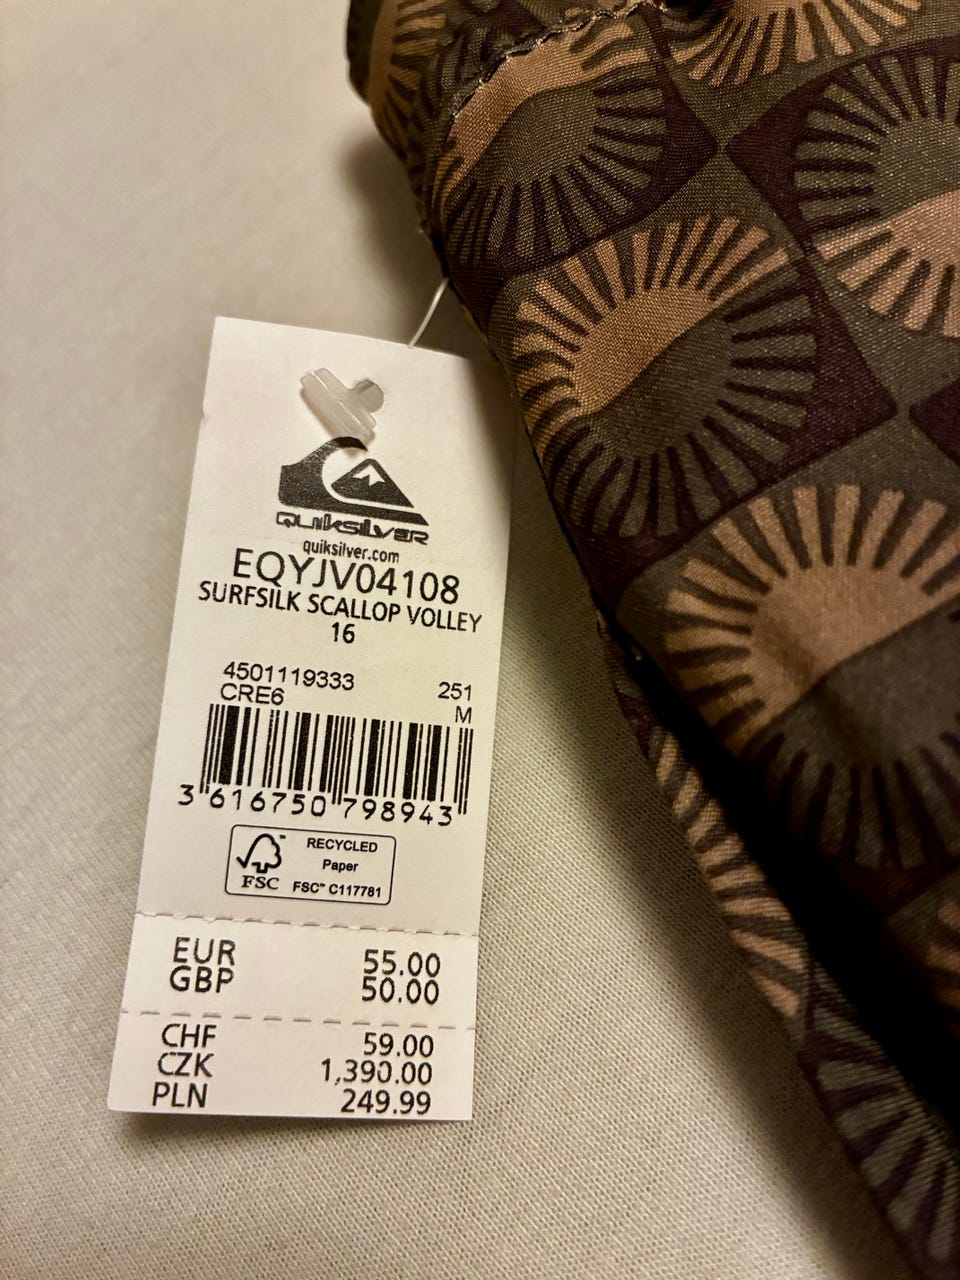 QUIKSILVER
quiksilver.com
EQYJV04108
SURFSILK SCALLOP VOLLEY
16
4501119333 251
CRE6 M
3 616750 798943
RECYCLED
Paper
FSC™ C117781
FSC
EUR 55.00
GBP 50.00
CHF 59.00
CZK 1,390.00
PLN 249.99